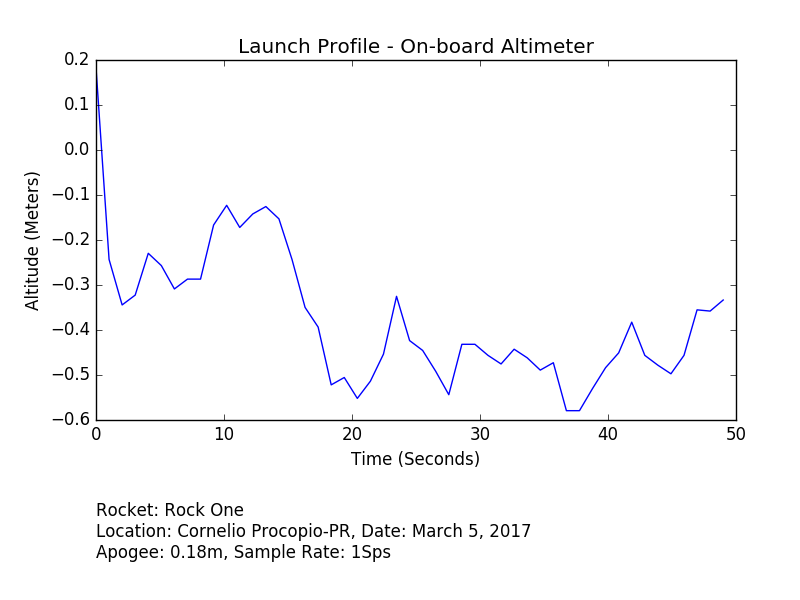 Launch Profile - On-board Altimeter
0.2
0.1
0.0
−0.1
−0.2
−0.3
−0.4
−0.5
−0.6
Altitude (Meters)
0 10 20 30 40 50
Time (Seconds)
Rocket: Rock One
Location: Cornelio Procopio-PR, Date: March 5, 2017
Apogee: 0.18m, Sample Rate: 1Sps